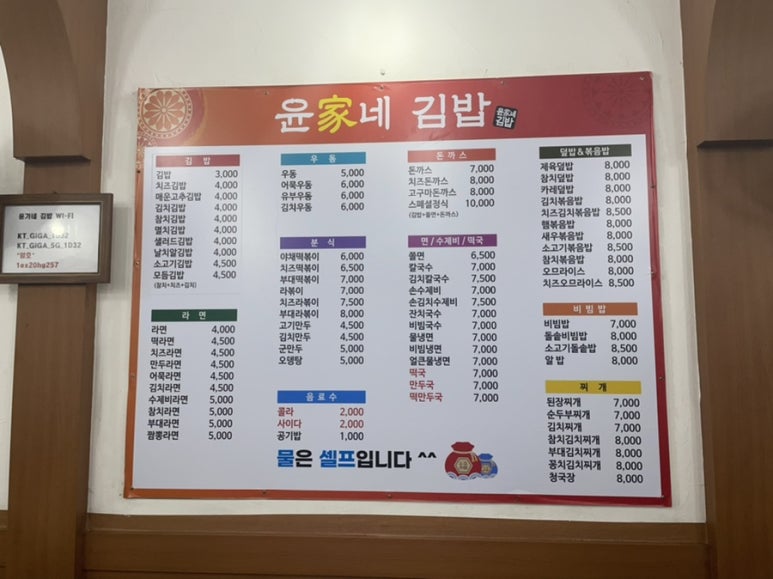 윤家네 김밥
윤家네
김밥
윤가네 김밥 WI-FI
KT_GIGA_1D32
KT_GIGA_5G_1D32
"암호"
1ex20hg257
김 밥
김밥 3,000
치즈김밥 4,000
매운고추김밥 4,000
김치김밥 4,000
참치김밥 4,000
멸치김밥 4,000
샐러드김밥 4,000
날치알김밥 4,000
소고기김밥 4,500
모듬김밥 4,500
(참치+치즈+김치)
라 면
라면 4,000
떡라면 4,500
치즈라면 4,500
만두라면 4,500
어묵라면 4,500
김치라면 4,500
수제비라면 5,000
참치라면 5,000
부대라면 5,000
짬뽕라면 5,000
우 동
우동 5,000
어묵우동 6,000
유부우동 6,000
김치우동 6,000
분 식
야채떡볶이 6,000
치즈떡볶이 6,500
부대떡볶이 7,000
라볶이 7,000
치즈라볶이 7,500
부대라볶이 8,000
고기만두 4,500
김치만두 4,500
군만두 5,000
오뎅탕 5,000
음 료 수
콜라 2,000
사이다 2,000
공기밥 1,000
돈 까 스
돈까스 7,000
치즈돈까스 8,000
고구마돈까스 8,000
스페셜정식 10,000
(김밥+쫄면+돈까스)
면 / 수제비 / 떡국
쫄면 6,500
칼국수 7,000
김치칼국수 7,500
손수제비 7,000
손김치수제비 7,500
잔치국수 7,000
비빔국수 7,000
물냉면 7,000
비빔냉면 7,000
얼큰물냉면 7,000
떡국 7,000
만두국 7,000
떡만두국 7,000
덮밥&볶음밥
제육덮밥 8,000
참치덮밥 8,000
카레덮밥 8,000
김치볶음밥 8,000
치즈김치볶음밥 8,500
햄볶음밥 8,000
새우볶음밥 8,000
소고기볶음밥 8,500
참치볶음밥 8,000
오므라이스 8,000
치즈오므라이스 8,500
비 빔 밥
비빔밥 7,000
돌솥비빔밥 8,000
소고기돌솥밥 8,500
알 밥 8,000
찌 개
된장찌개 7,000
순두부찌개 7,000
김치찌개 7,000
참치김치찌개 8,000
부대김치찌개 8,000
꽁치김치찌개 8,000
청국장 8,000
물은 셀프입니다 ^^